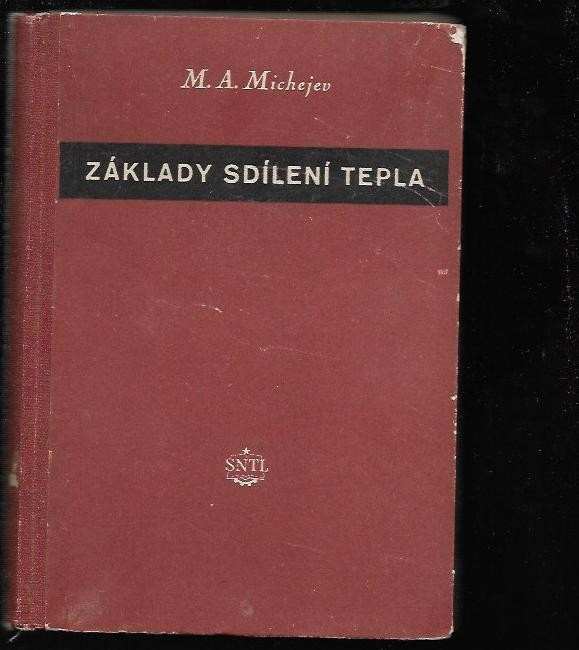 M. A. Michejev
ZÁKLADY SDÍLENÍ TEPLA
SNTL